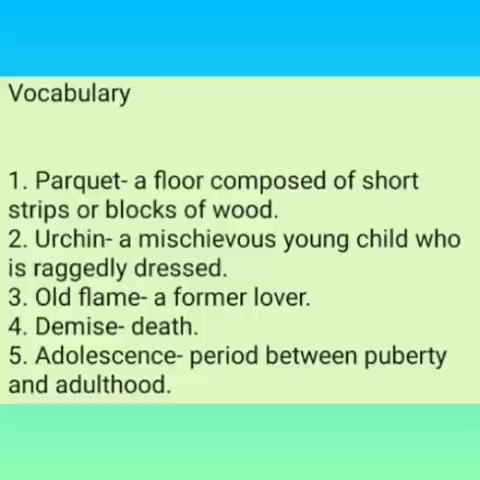 Vocabulary
1. Parquet- a floor composed of short
strips or blocks of wood.
2. Urchin- a mischievous young child who
is raggedly dressed.
3. Old flame- a former lover.
4. Demise- death.
5. Adolescence- period between puberty
and adulthood.